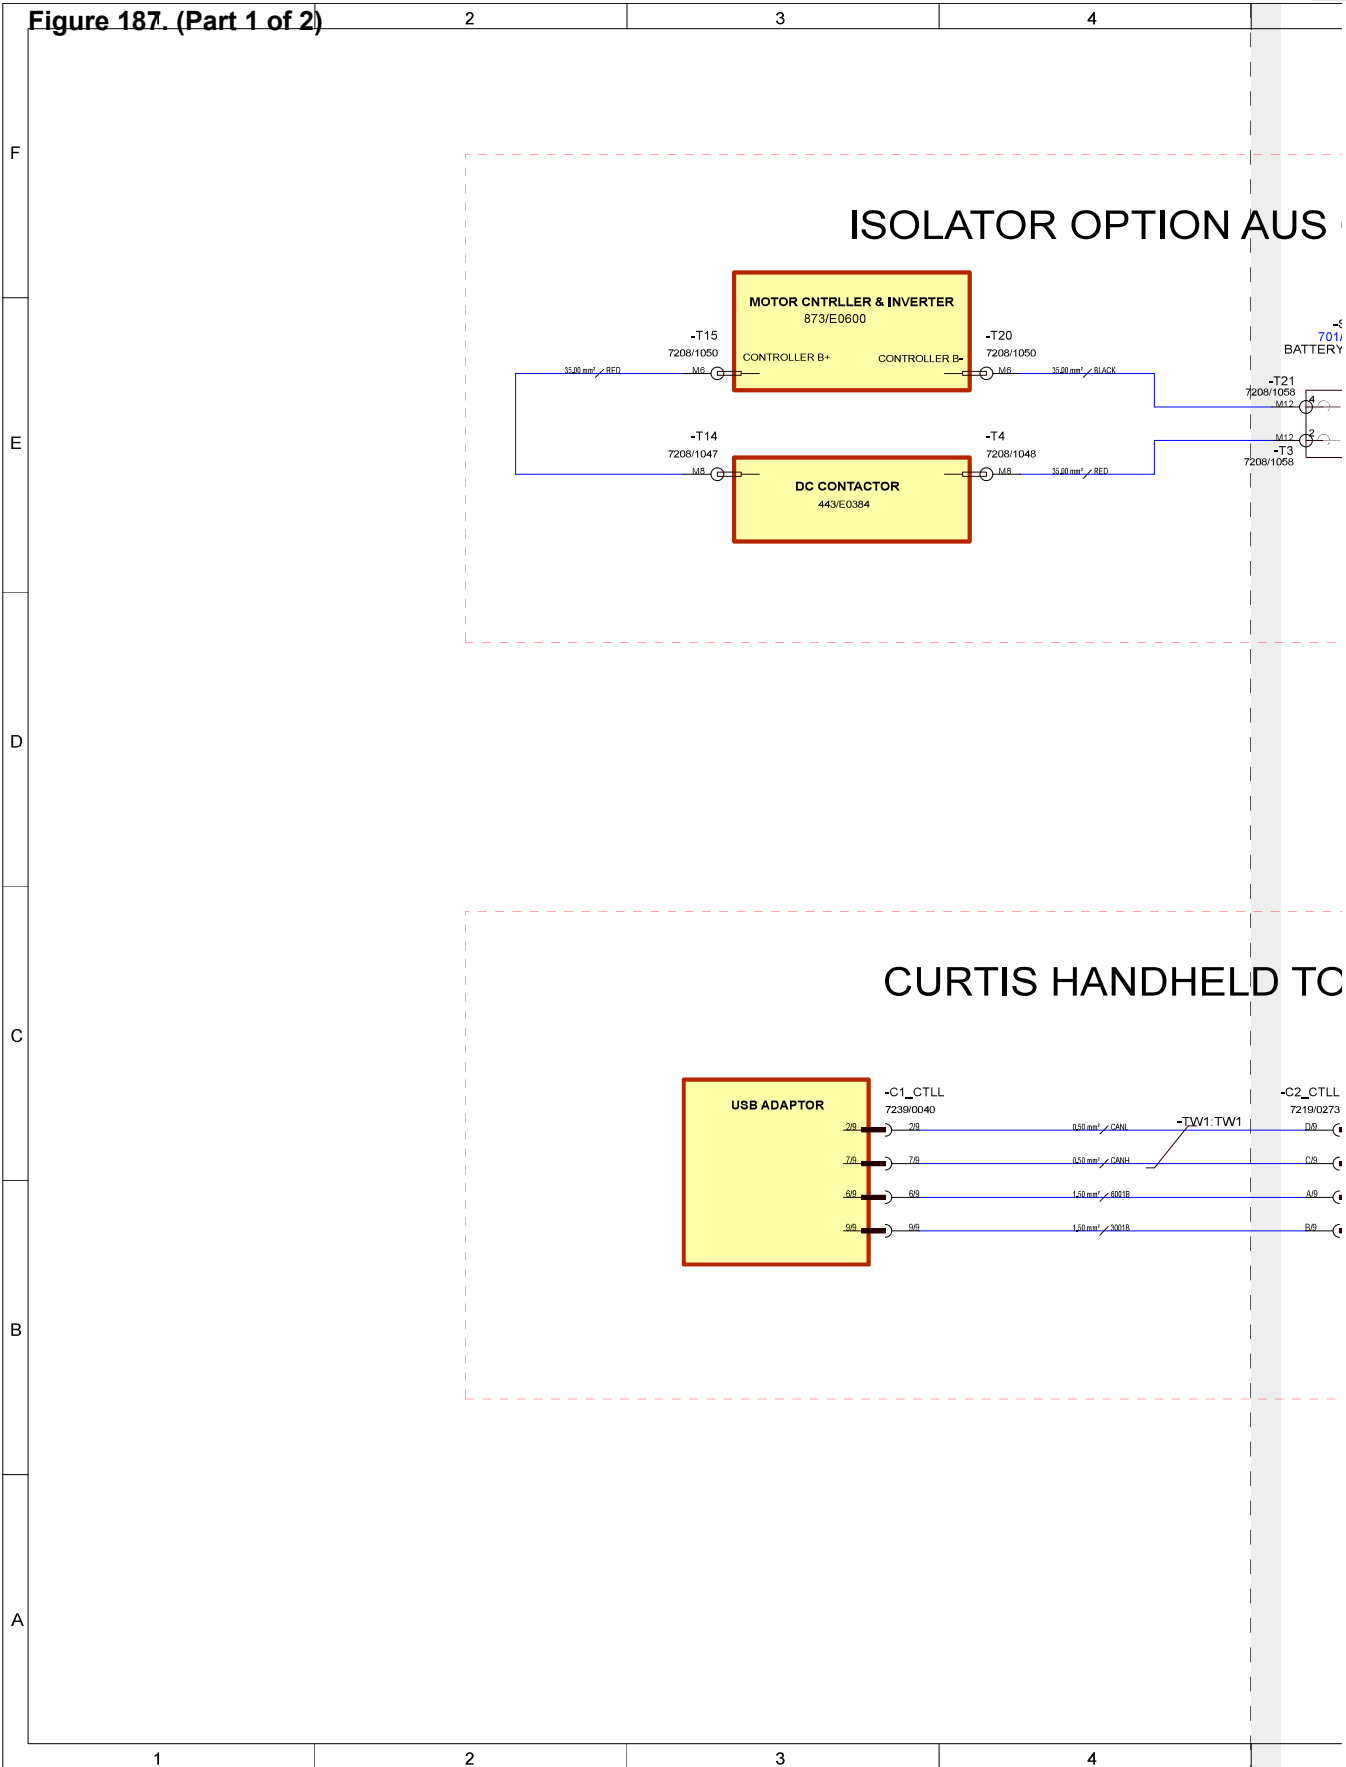 Figure 187. (Part 1 of 2)
1
2
3
4
F
ISOLATOR OPTION AUS
MOTOR CNTRLLER & INVERTER
873/E0600
-T15
7208/1050
CONTROLLER B+
CONTROLLER B-
-T20
7208/1050
701/
BATTERY
35.00 mm² / RED
M6
M6
35.00 mm² / BLACK
-T21
7208/1058
M12
4
E
-T14
7208/1047
-T4
7208/1048
M12
2
-T3
7208/1058
M8
M8
35.00 mm² / RED
DC CONTACTOR
443/E0384
D
CURTIS HANDHELD TO
C
USB ADAPTOR
-C1_CTLL
7239/0040
-C2_CTLL
7219/0273
-TW1:TW1
2/9
2/9
0.50 mm² / CANL
D/9
7/9
7/9
0.50 mm² / CANH
C/9
6/9
6/9
1.50 mm² / 6001B
A/9
9/9
9/9
1.50 mm² / 3001B
B/9
B
A
1
2
3
4